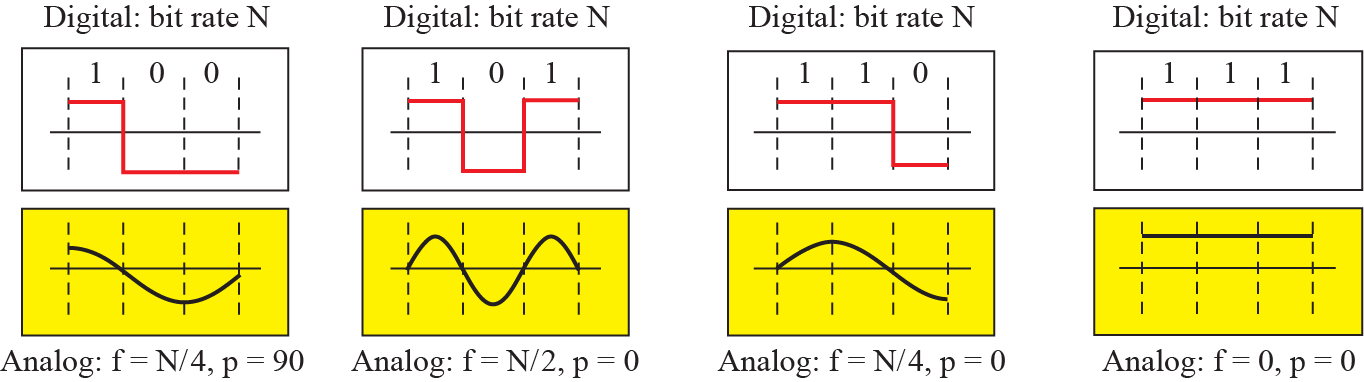 Digital: bit rate N
1 0 0
Analog: f = N/4, p = 90
Digital: bit rate N
1 0 1
Analog: f = N/2, p = 0
Digital: bit rate N
1 1 0
Analog: f = N/4, p = 0
Digital: bit rate N
1 1 1
Analog: f = 0, p = 0